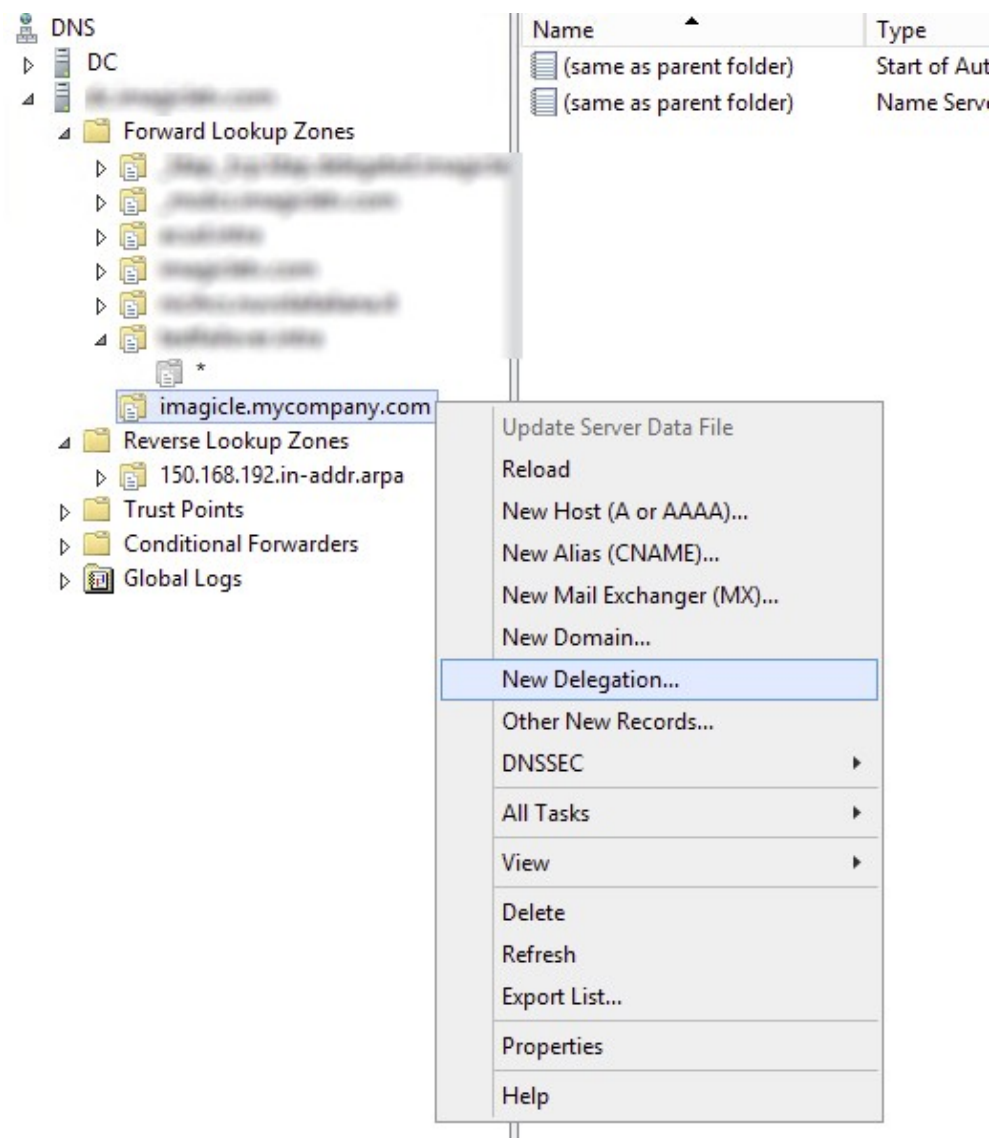 DNS
DC
Forward Lookup Zones
*
imagicle.mycompany.com
Reverse Lookup Zones
150.168.192.in-addr.arpa
Trust Points
Conditional Forwarders
Global Logs
Name Type
(same as parent folder) Start of Aut
(same as parent folder) Name Serve
Update Server Data File
Reload
New Host (A or AAAA)...
New Alias (CNAME)...
New Mail Exchanger (MX)...
New Domain...
New Delegation...
Other New Records...
DNSSEC
All Tasks
View
Delete
Refresh
Export List...
Properties
Help